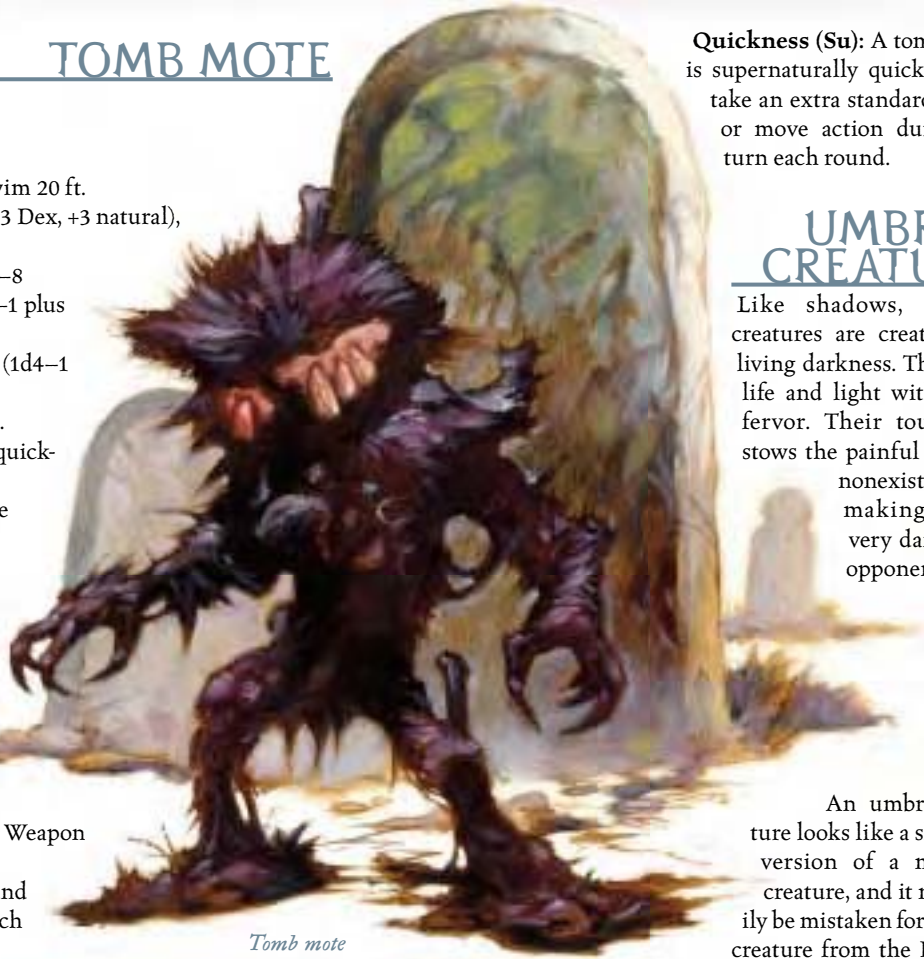 TOMB MOTE
vim 20 ft.
3 Dex, +3 natural),
–8
–1 plus
(1d4–1
.
quick-
e
Weapon
nd
ch
Tomb mote
Quickness (Su): A tom
is supernaturally quick
take an extra standard
or move action du
turn each round.
UMBR
CREATU
Like shadows,
creatures are creat
living darkness. Th
life and light wit
fervor. Their tou
stows the painful
nonexist
making
very da
opponer
An umbr
ture looks like a s
version of a n
creature, and it n
ily be mistaken for
creature from the